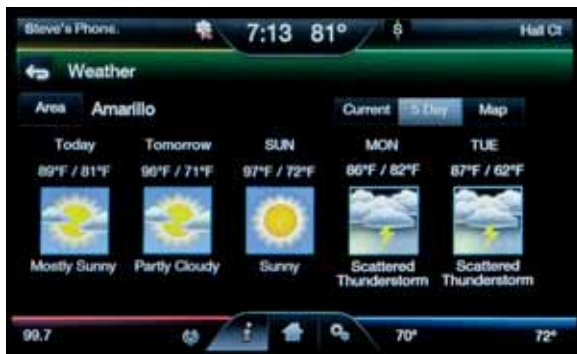 Steve's Phone.
7:13 81°
S
Hall Ct
Weather
Area Amarillo
Current 5 Day Map
Today Tomorrow SUN MON TUE
89°F / 81°F 96°F / 71°F 97°F / 72°F 86°F / 82°F 87°F / 62°F
Mostly Sunny Partly Cloudy Sunny Scattered Thunderstorm Scattered Thunderstorm
99.7 i 70° 72°